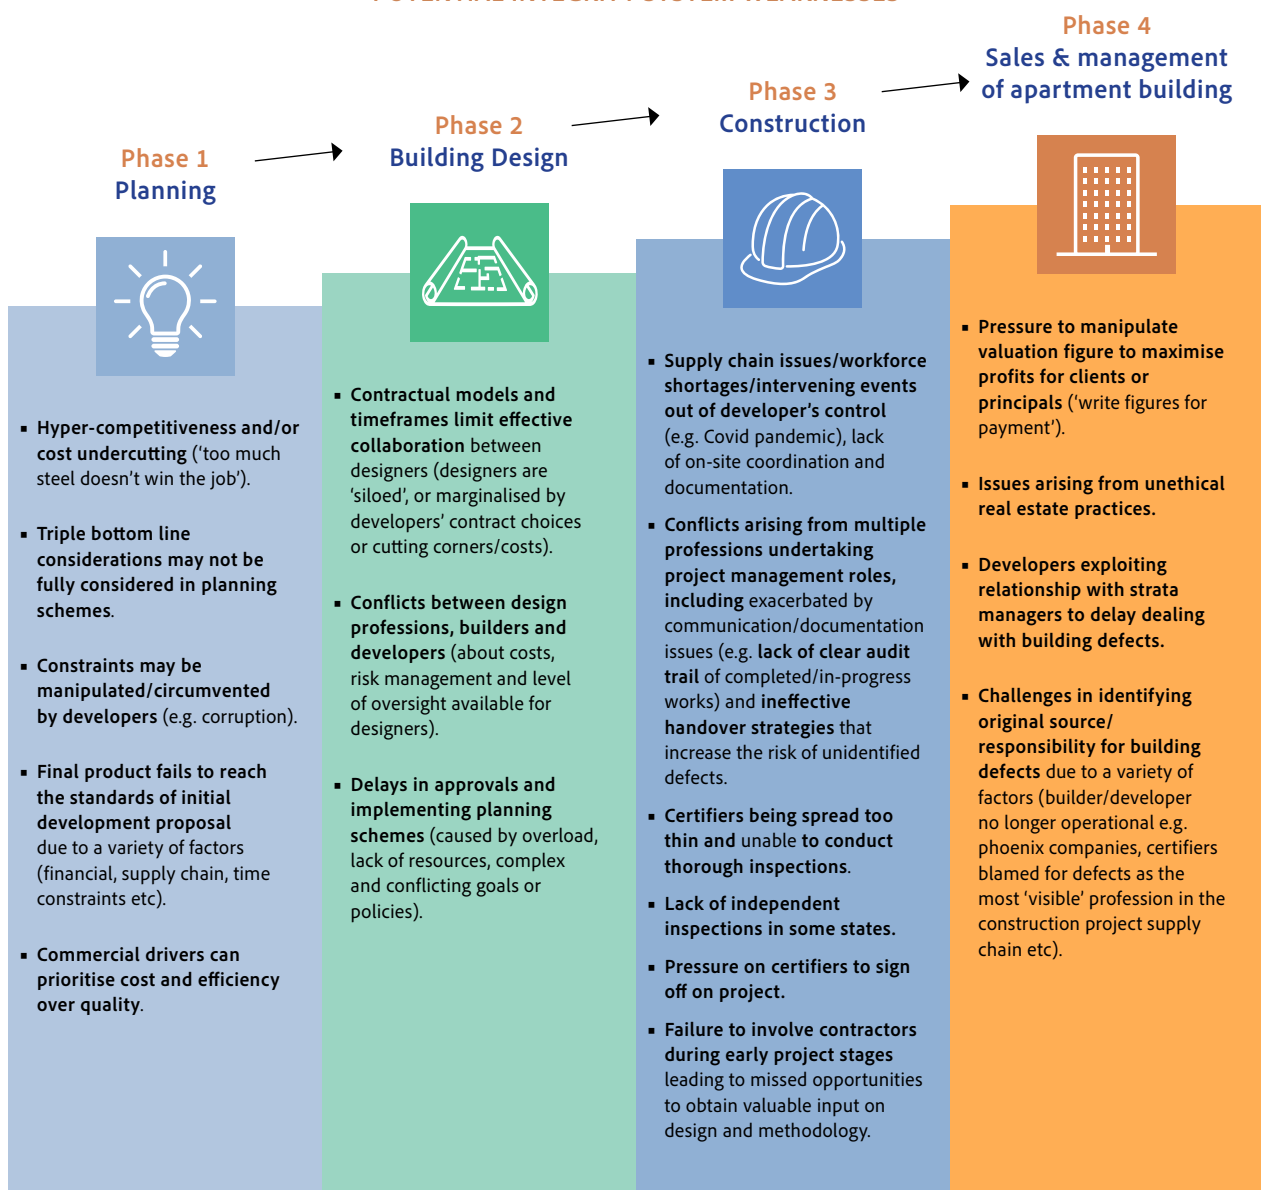 POTENTIAL INTEGRITY SYSTEM WEAKNESSES
Phase 1
Planning
▪ Hyper-competitiveness and/or
cost undercutting (‘too much
steel doesn’t win the job’).
▪ Triple bottom line
considerations may not be
fully considered in planning
schemes.
▪ Constraints may be
manipulated/circumvented
by developers (e.g. corruption).
▪ Final product fails to reach
the standards of initial
development proposal
due to a variety of factors
(financial, supply chain, time
constraints etc).
▪ Commercial drivers can
prioritise cost and efficiency
over quality.
Phase 2
Building Design
▪ Contractual models and
timeframes limit effective
collaboration between
designers (designers are
‘siloed’, or marginalised by
developers’ contract choices
or cutting corners/costs).
▪ Conflicts between design
professions, builders and
developers (about costs,
risk management and level
of oversight available for
designers).
▪ Delays in approvals and
implementing planning
schemes (caused by overload,
lack of resources, complex
and conflicting goals or
policies).
Phase 3
Construction
▪ Supply chain issues/workforce
shortages/intervening events
out of developer’s control
(e.g. Covid pandemic), lack
of on-site coordination and
documentation.
▪ Conflicts arising from multiple
professions undertaking
project management roles,
including exacerbated by
communication/documentation
issues (e.g. lack of clear audit
trail of completed/in-progress
works) and ineffective
handover strategies that
increase the risk of unidentified
defects.
▪ Certifiers being spread too
thin and unable to conduct
thorough inspections.
▪ Lack of independent
inspections in some states.
▪ Pressure on certifiers to sign
off on project.
▪ Failure to involve contractors
during early project stages
leading to missed opportunities
to obtain valuable input on
design and methodology.
Phase 4
Sales & management
of apartment building
▪ Pressure to manipulate
valuation figure to maximise
profits for clients or
principals (‘write figures for
payment’).
▪ Issues arising from unethical
real estate practices.
▪ Developers exploiting
relationship with strata
managers to delay dealing
with building defects.
▪ Challenges in identifying
original source/
responsibility for building
defects due to a variety of
factors (builder/developer
no longer operational e.g.
phoenix companies, certifiers
blamed for defects as the
most ‘visible’ profession in the
construction project supply
chain etc).